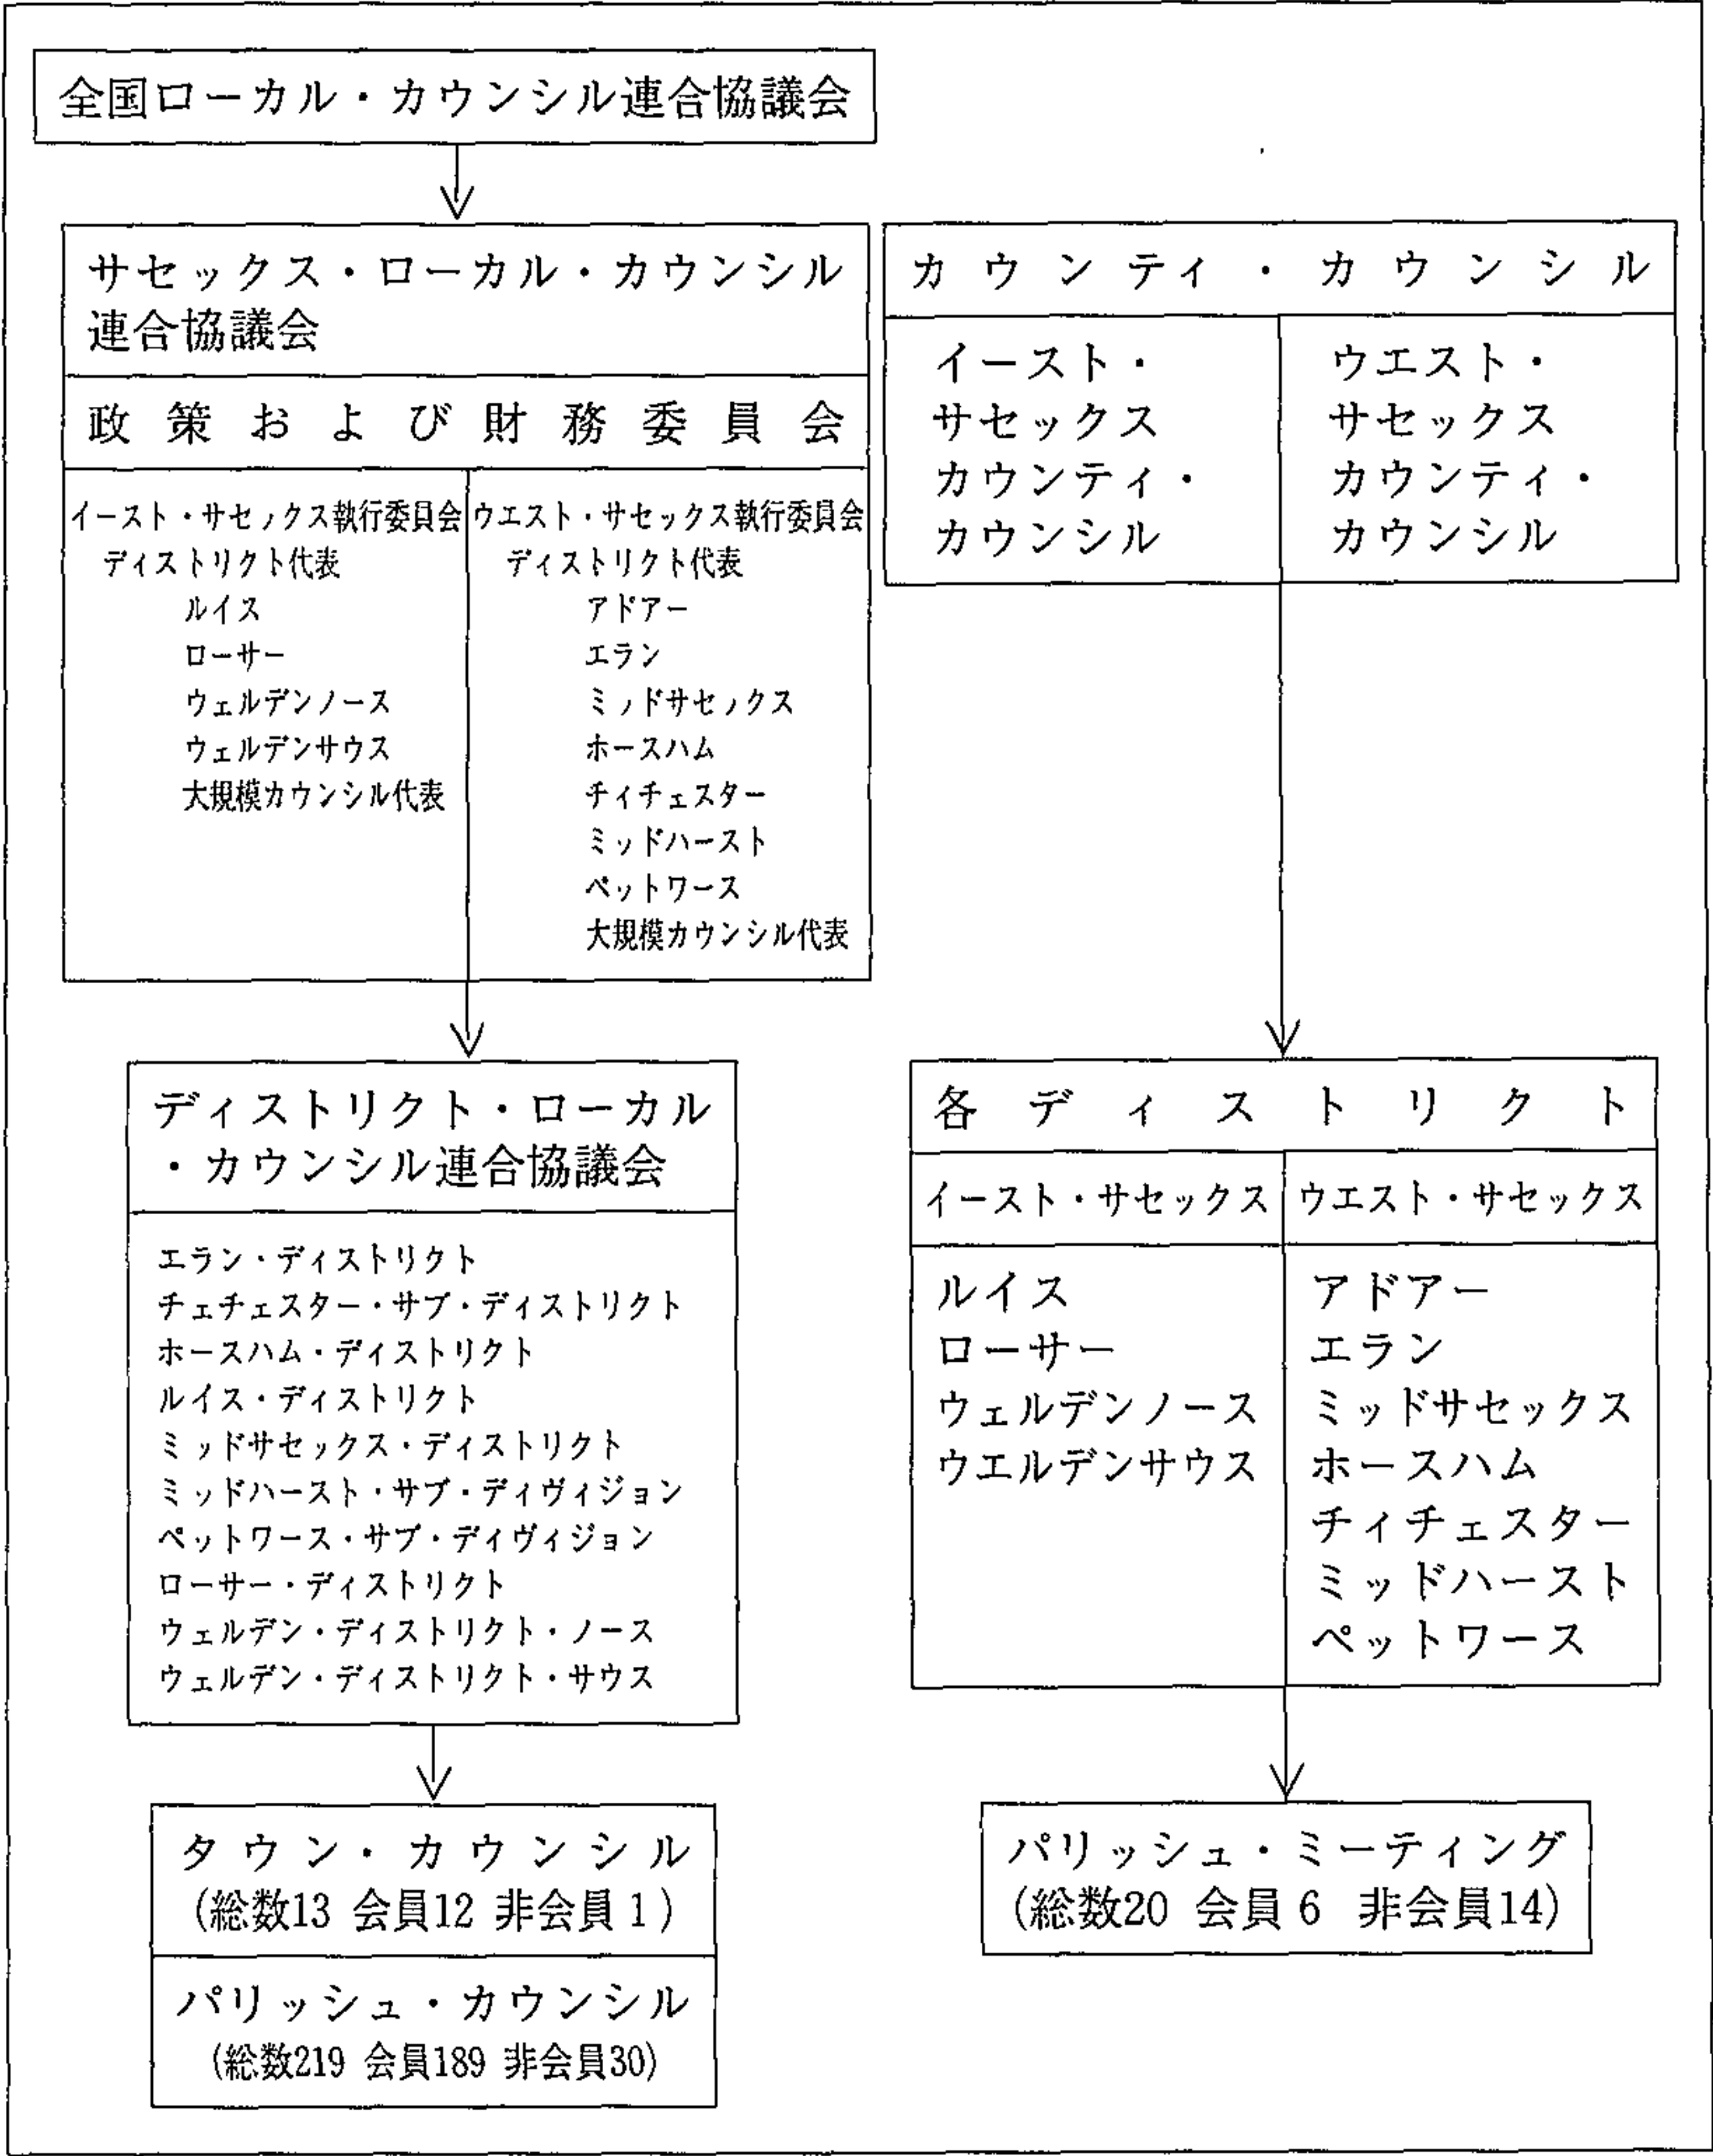 全国ローカル・カウンシル連合協議会
サセックス・ローカル・カウンシル
連合協議会
政策および財務委員会
イースト・サセックス執行委員会
ディストリクト代表
ルイス
ローサー
ウェルデンノース
ウェルデンサウス
大規模カウンシル代表
ウエスト・サセックス執行委員会
ディストリクト代表
アドアー
エラン
ミッドサセックス
ホースハム
チィチェスター
ミッドハースト
ペットワース
大規模カウンシル代表
カウンティ・カウンシル
イースト・
サセックス
カウンティ・
カウンシル
ウエスト・
サセックス
カウンティ・
カウンシル
ディストリクト・ローカル
・カウンシル連合協議会
エラン・ディストリクト
チェチェスター・サブ・ディストリクト
ホースハム・ディストリクト
ルイス・ディストリクト
ミッドサセックス・ディストリクト
ミッドハースト・サブ・ディヴィジョン
ペットワース・サブ・ディヴィジョン
ローサー・ディストリクト
ウェルデン・ディストリクト・ノース
ウェルデン・ディストリクト・サウス
各ディストリクト
イースト・サセックス
ルイス
ローサー
ウェルデンノース
ウエルデンサウス
ウエスト・サセックス
アドアー
エラン
ミッドサセックス
ホースハム
チィチェスター
ミッドハースト
ペットワース
タウン・カウンシル
(総数13 会員12 非会員1)
パリッシュ・カウンシル
(総数219 会員189 非会員30)
パリッシュ・ミーティング
(総数20 会員6 非会員14)